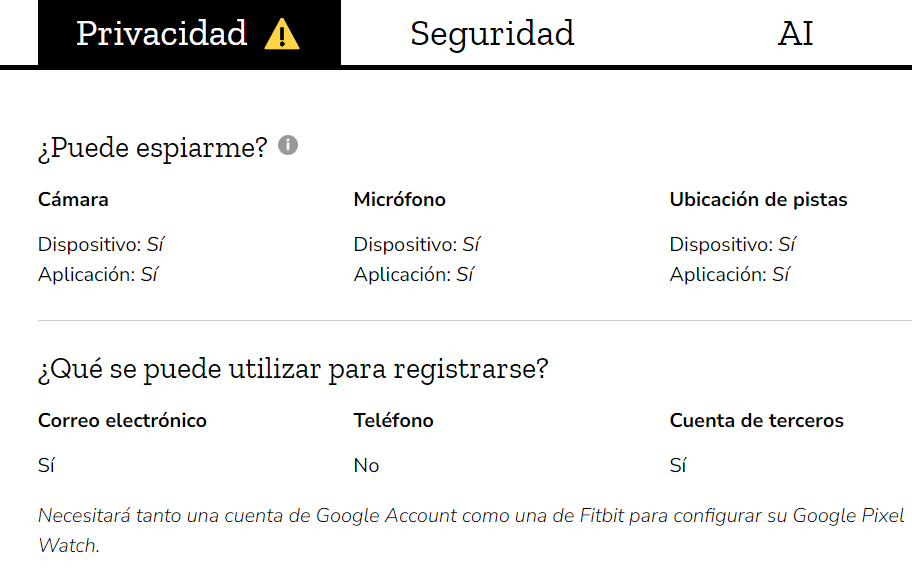 Privacidad ⚠️ Seguridad AI
¿Puede espiarme?
Cámara Micrófono Ubicación de pistas
Dispositivo: Sí Dispositivo: Sí Dispositivo: Sí
Aplicación: Sí Aplicación: Sí Aplicación: Sí
¿Qué se puede utilizar para registrarse?
Correo electrónico Teléfono Cuenta de terceros
Sí No Sí
Necesitará tanto una cuenta de Google Account como una de Fitbit para configurar su Google Pixel
Watch.